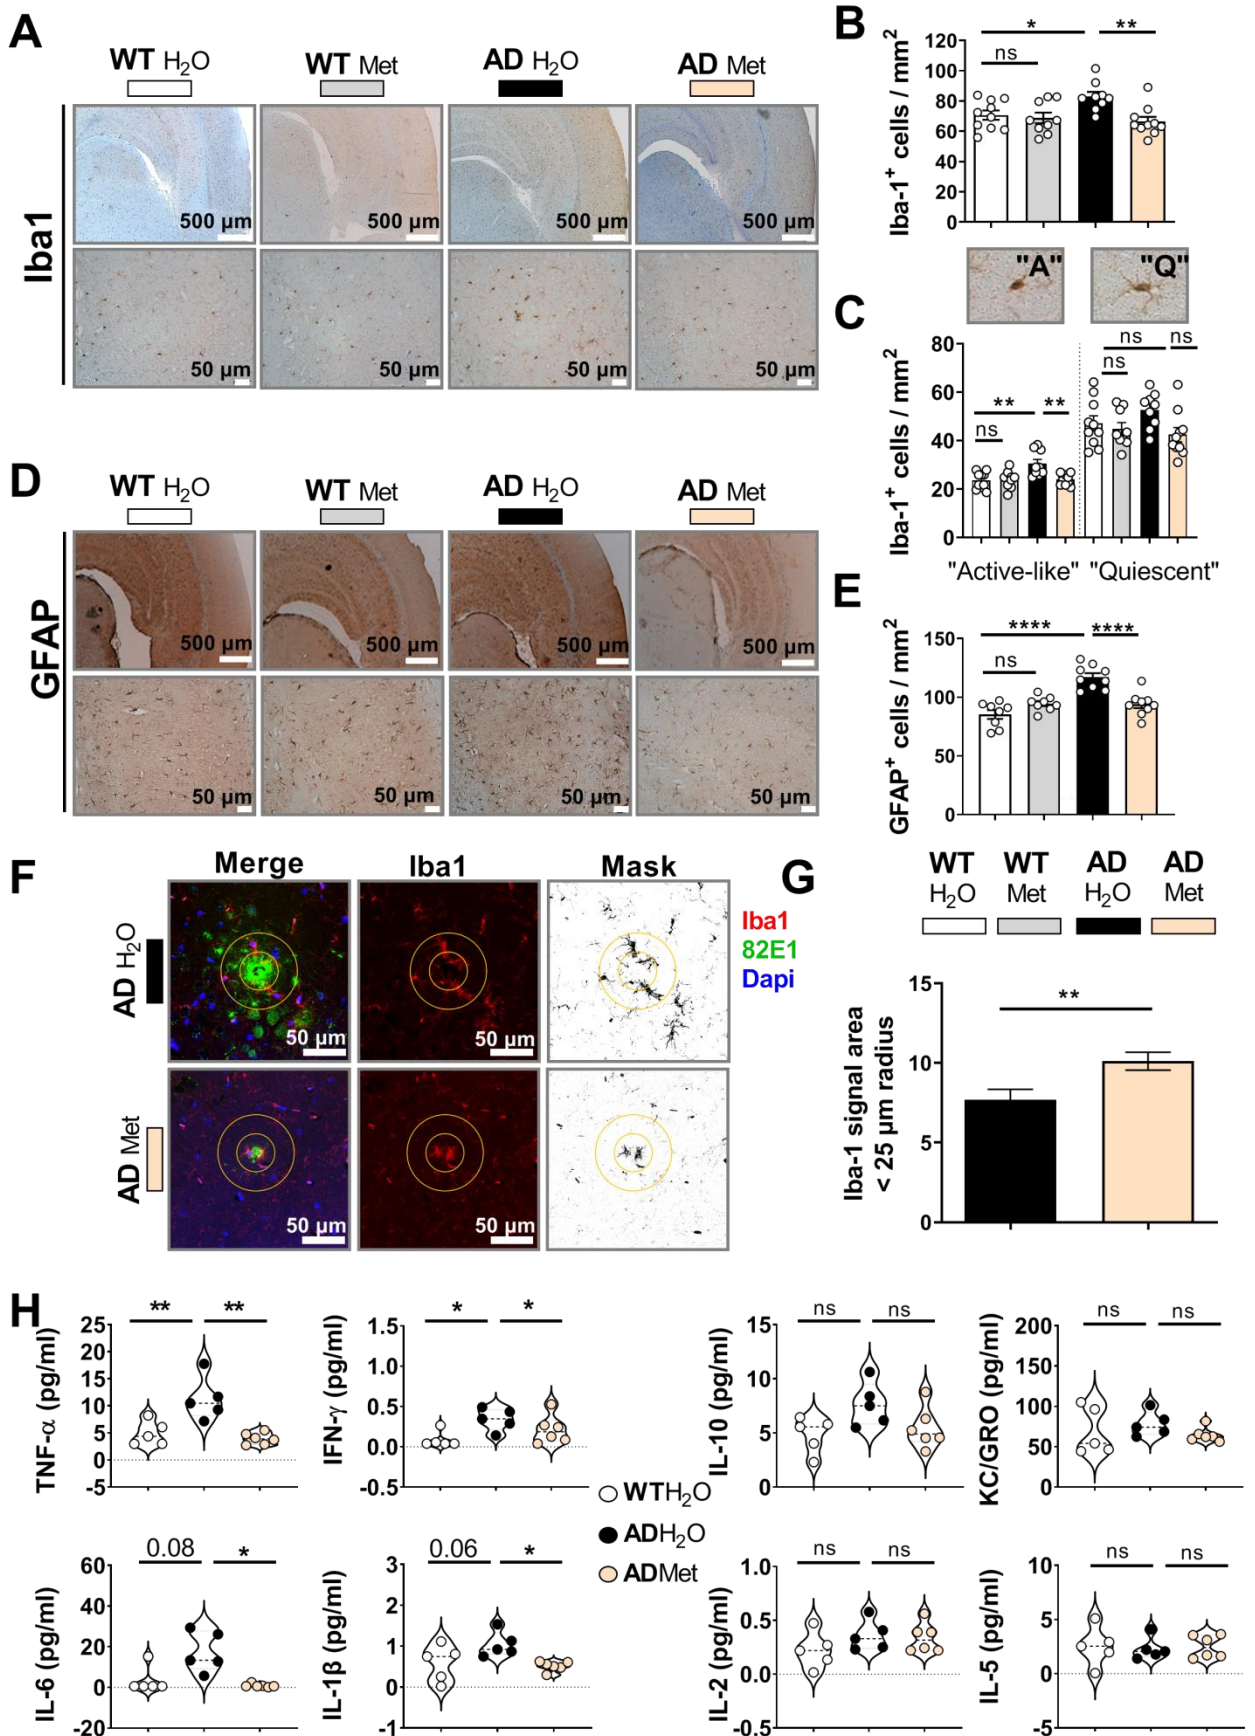 A
WT H₂O
WT Met
AD H₂O
AD Met
Iba1
500 µm
500 µm
500 µm
500 µm
50 µm
50 µm
50 µm
50 µm
B
Iba-1⁺ cells / mm²
120
100
80
60
40
20
0
ns
*
**
"A"
"Q"
C
Iba-1⁺ cells / mm²
80
60
40
20
0
ns
**
**
ns
ns
ns
"Active-like"
"Quiescent"
D
WT H₂O
WT Met
AD H₂O
AD Met
GFAP
500 µm
500 µm
500 µm
500 µm
50 µm
50 µm
50 µm
50 µm
E
GFAP⁺ cells / mm²
150
100
50
0
ns
****
****
F
Merge
Iba1
Mask
AD H₂O
AD Met
50 µm
50 µm
50 µm
50 µm
Iba1
82E1
Dapi
G
WT H₂O
WT Met
AD H₂O
AD Met
Iba-1 signal area
< 25 µm radius
15
10
5
0
**
H
TNF-α (pg/ml)
25
20
15
10
5
0
-5
**
**
IFN-γ (pg/ml)
1.5
1.0
0.5
0.0
-0.5
*
*
IL-10 (pg/ml)
15
10
5
0
ns
ns
KC/GRO (pg/ml)
200
150
100
50
0
ns
ns
WTH₂O
ADH₂O
ADMet
IL-6 (pg/ml)
60
40
20
0
-20
0.08
*
IL-1β (pg/ml)
3
2
1
0
-1
0.06
*
IL-2 (pg/ml)
1.0
0.5
0.0
-0.5
ns
ns
IL-5 (pg/ml)
10
5
0
-5
ns
ns